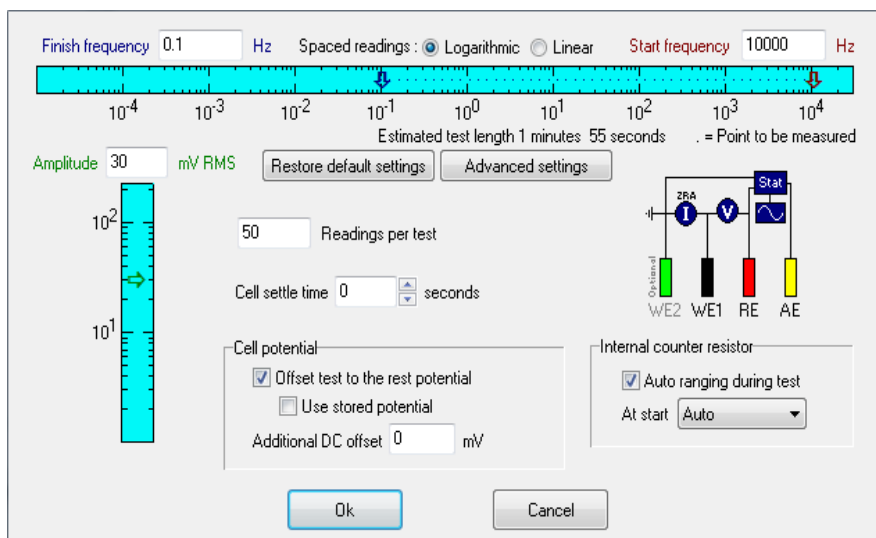 Finish frequency 0.1 Hz Spaced readings : Logarithmic Linear Start frequency 10000 Hz
10⁻⁴ 10⁻³ 10⁻² 10⁻¹ 10⁰ 10¹ 10² 10³ 10⁴
Estimated test length 1 minutes 55 seconds . = Point to be measured
Amplitude 30 mV RMS Restore default settings Advanced settings
10²
10¹
50 Readings per test
Cell settle time 0 seconds
Stat
ZRA
I V
Optional
WE2 WE1 RE AE
Cell potential
Offset test to the rest potential
Use stored potential
Additional DC offset 0 mV
Internal counter resistor
Auto ranging during test
At start Auto
Ok Cancel